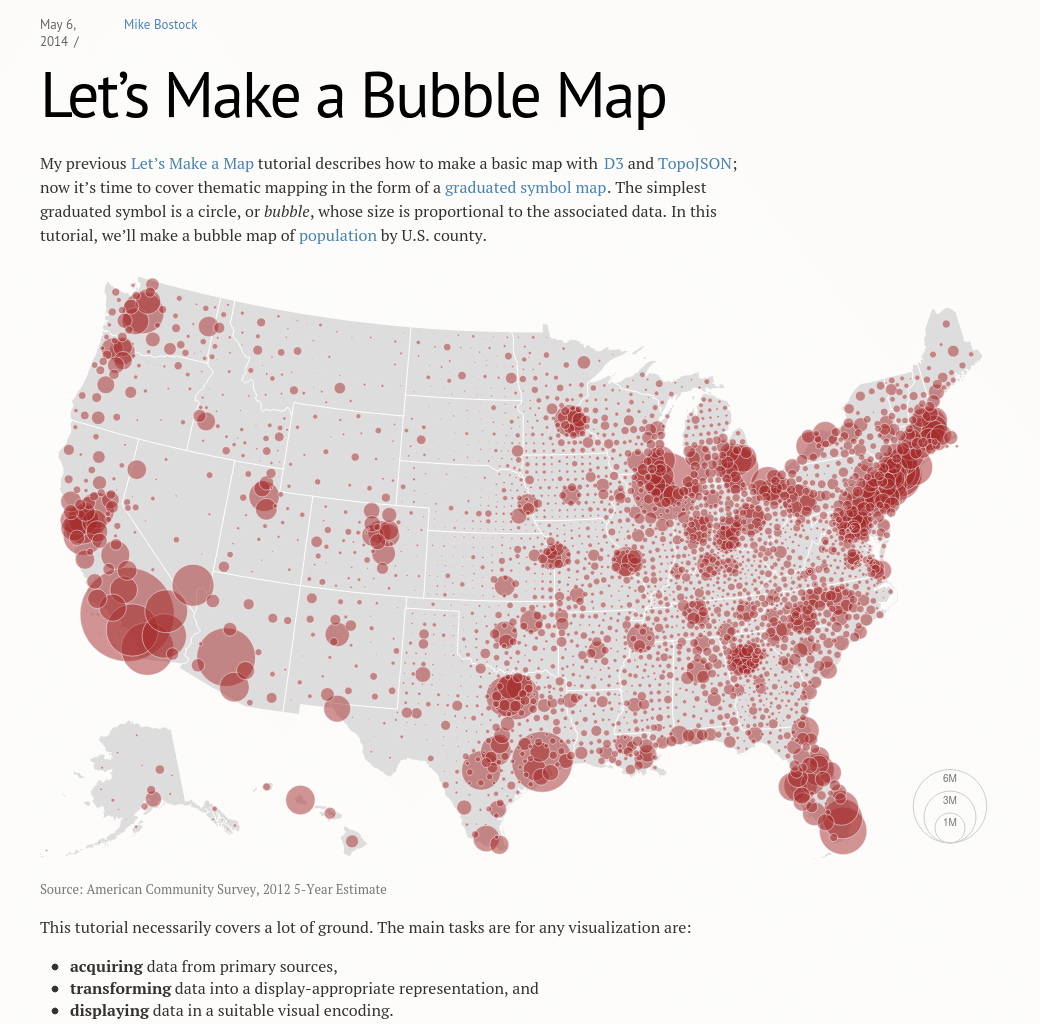 May 6,
2014 /
Mike Bostock
Let’s Make a Bubble Map
My previous Let’s Make a Map tutorial describes how to make a basic map with D3 and TopoJSON;
now it’s time to cover thematic mapping in the form of a graduated symbol map. The simplest
graduated symbol is a circle, or bubble, whose size is proportional to the associated data. In this
tutorial, we’ll make a bubble map of population by U.S. county.
6M
3M
1M
Source: American Community Survey, 2012 5-Year Estimate
This tutorial necessarily covers a lot of ground. The main tasks are for any visualization are:
• acquiring data from primary sources,
• transforming data into a display-appropriate representation, and
• displaying data in a suitable visual encoding.